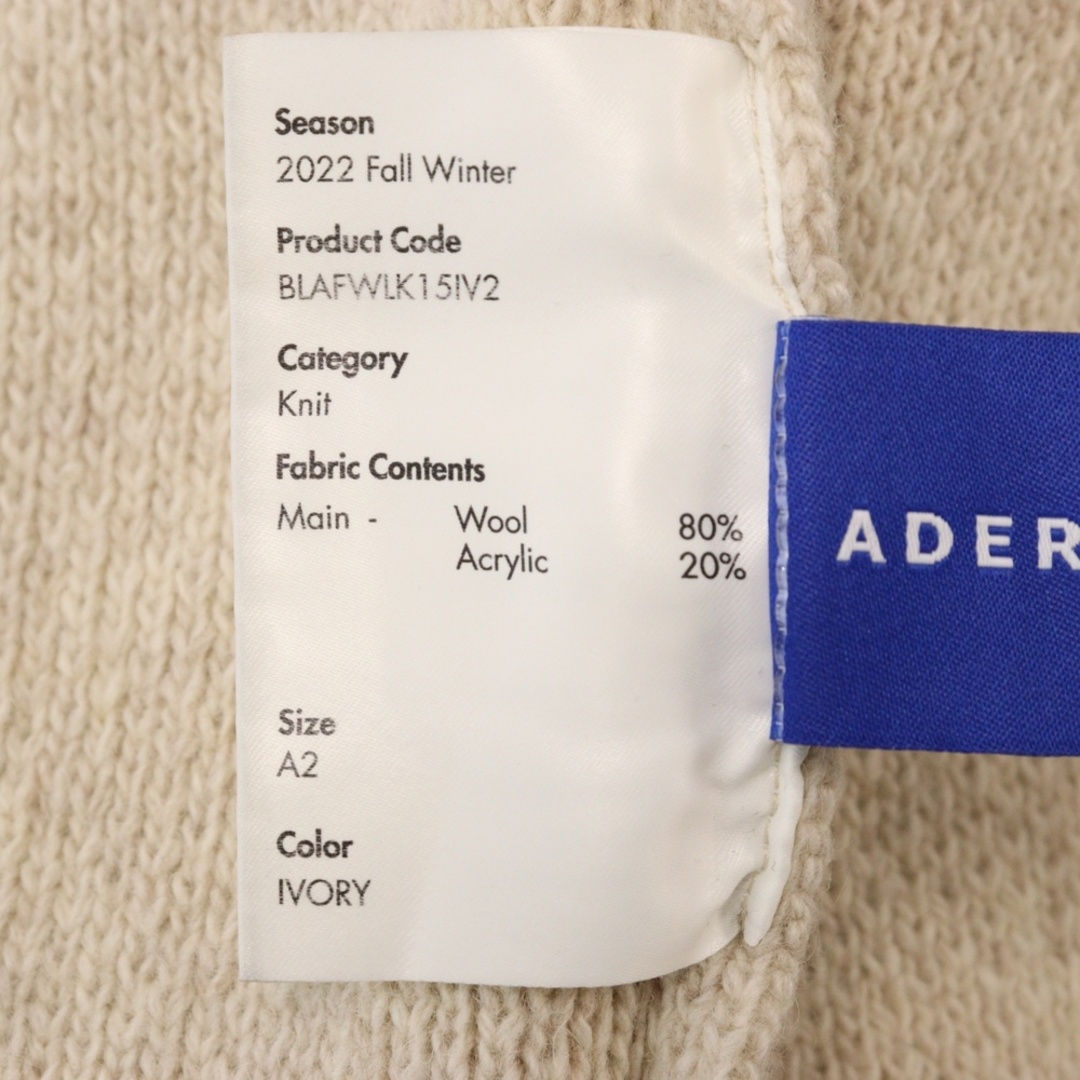 Season
2022 Fall Winter
Product Code
BLAFWLK15IV2
Category
Knit
Fabric Contents
Main - Wool 80%
Acrylic 20%
Size
A2
Color
IVORY
ADER